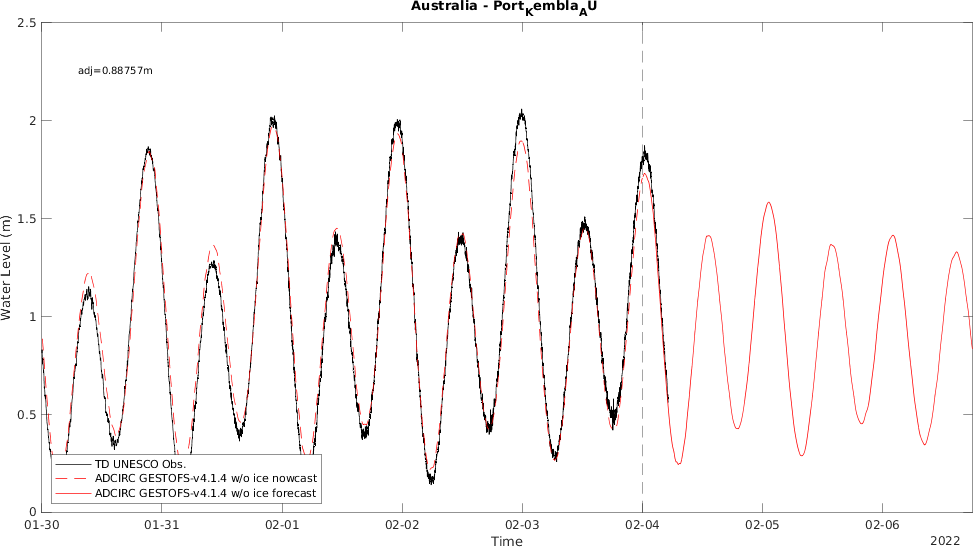 Australia - Port_Kembla_AU
2.5
adj=0.88757m
2
1.5
Water Level (m)
1
0.5
TD UNESCO Obs.
ADCIRC GESTOFS-v4.1.4 w/o ice nowcast
ADCIRC GESTOFS-v4.1.4 w/o ice forecast
0
01-30 01-31 02-01 02-02 02-03 02-04 02-05 02-06
Time 2022